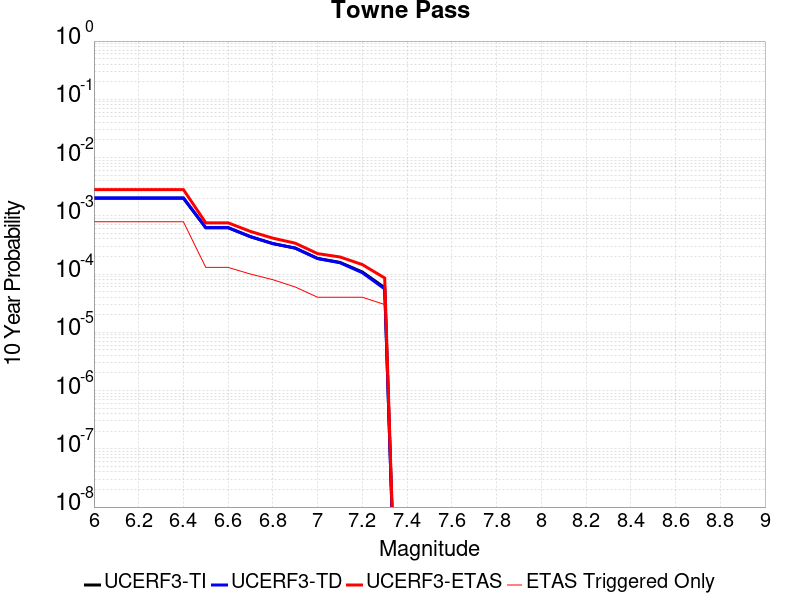 Towne Pass
10 Year Probability
10^0
10^-1
10^-2
10^-3
10^-4
10^-5
10^-6
10^-7
10^-8
6 6.2 6.4 6.6 6.8 7 7.2 7.4 7.6 7.8 8 8.2 8.4 8.6 8.8 9
Magnitude
UCERF3-TI UCERF3-TD UCERF3-ETAS ETAS Triggered Only